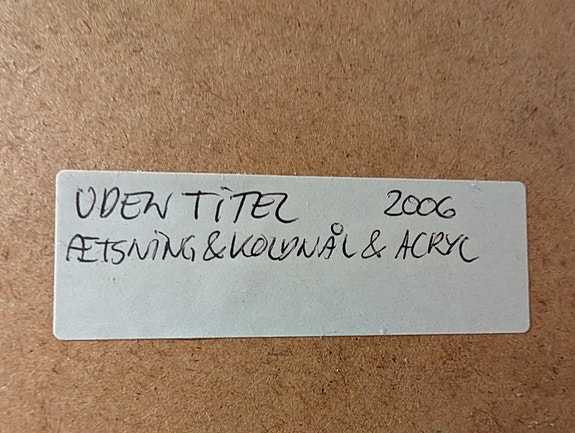 UDEN TITEL 2006
ÆTSNING & KOLDNÅL & ACRYL